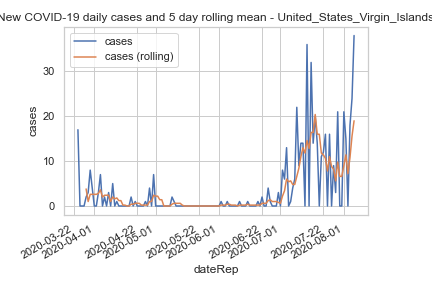 New COVID-19 daily cases and 5 day rolling mean - United_States_Virgin_Islands
cases
cases (rolling)
30
20
10
0
cases
2020-03-22
2020-04-01
2020-04-22
2020-05-01
2020-05-22
2020-06-01
2020-06-22
2020-07-01
2020-07-22
2020-08-01
dateRep